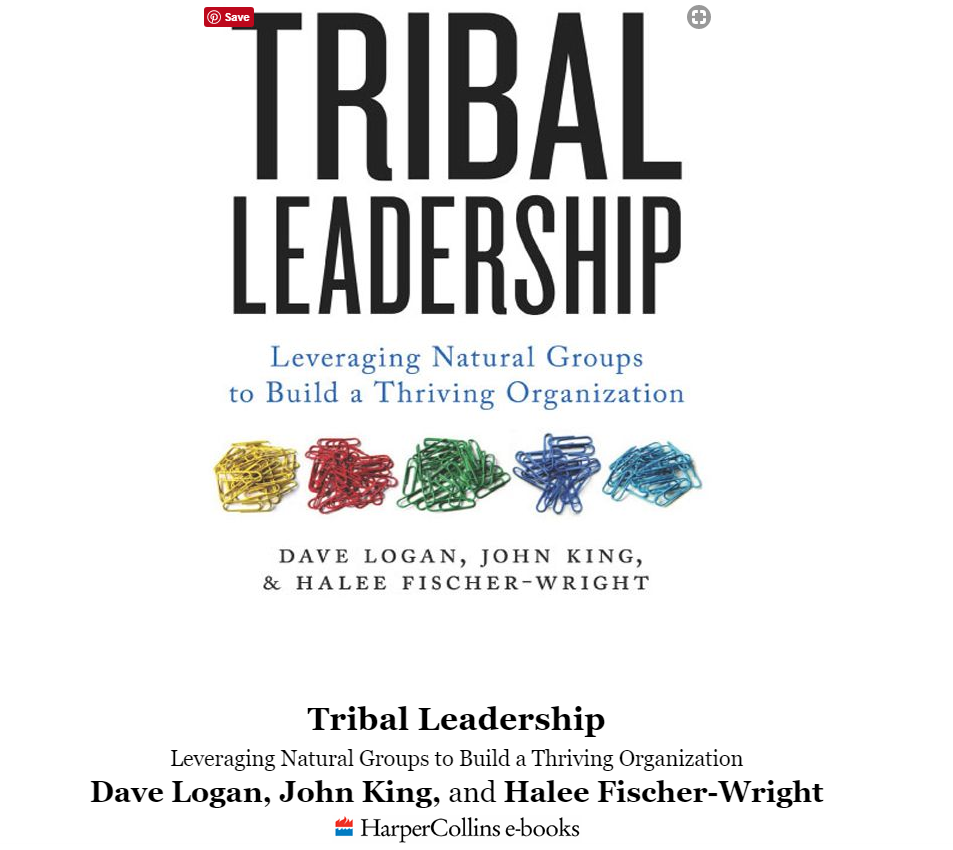 Save
TRIBAL
LEADERSHIP
Leveraging Natural Groups
to Build a Thriving Organization
DAVE LOGAN, JOHN KING,
& HALEE FISCHER-WRIGHT
Tribal Leadership
Leveraging Natural Groups to Build a Thriving Organization
Dave Logan, John King, and Halee Fischer-Wright
HarperCollins e-books